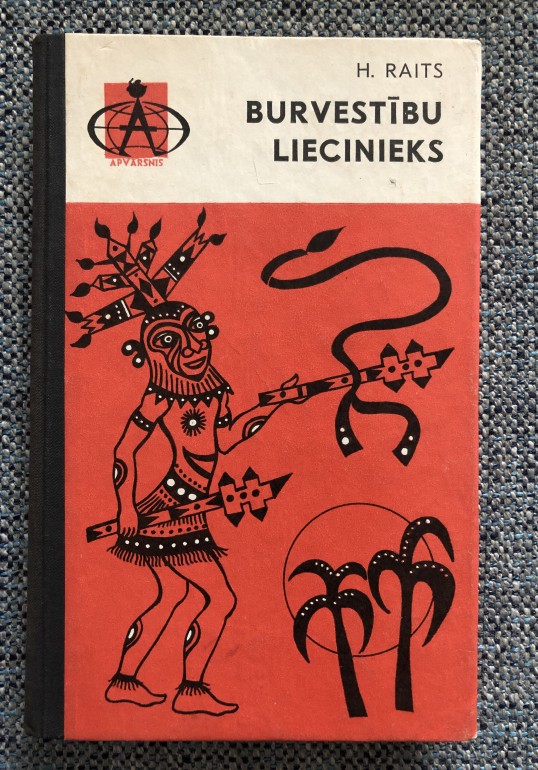 H. RAITS
BURVESTĪBU
LIECINIEKS
A
APVĀRSNIS